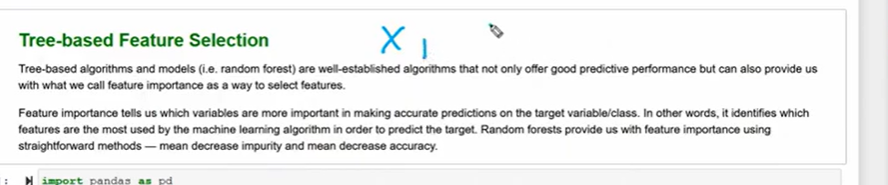 Tree-based Feature Selection
X 1
Tree-based algorithms and models (i.e. random forest) are well-established algorithms that not only offer good predictive performance but can also provide us
with what we call feature importance as a way to select features.
Feature importance tells us which variables are more important in making accurate predictions on the target variable/class. In other words, it identifies which
features are the most used by the machine learning algorithm in order to predict the target. Random forests provide us with feature importance using
straightforward methods — mean decrease impurity and mean decrease accuracy.
: import pandas as pd